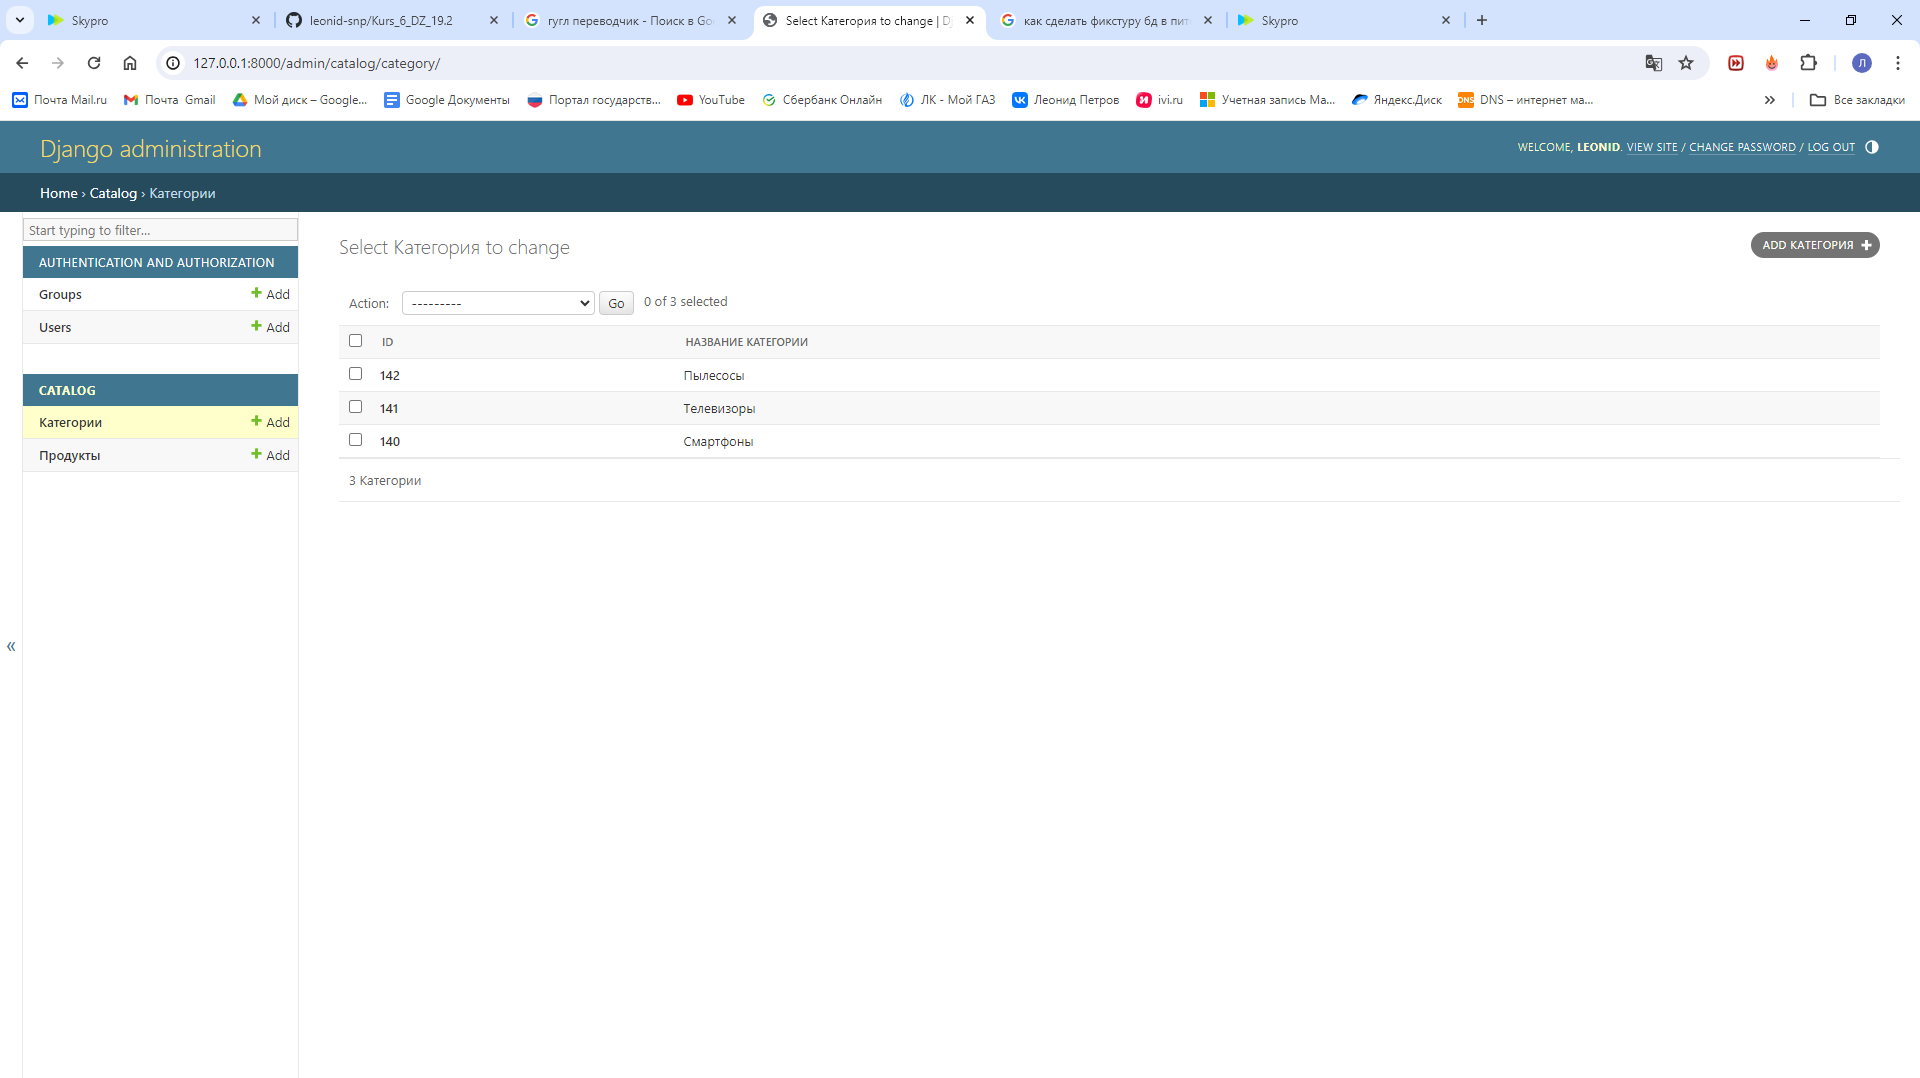 Skypro
leonid-snp/Kurs_6_DZ_19.2
гугл переводчик - Поиск в Go
Select Категория to change | D
как сделать фикстуру бд в пит
Skypro
127.0.0.1:8000/admin/catalog/category/
Л
Почта Mail.ru
Почта Gmail
Мой диск – Google...
Google Документы
Портал государств...
YouTube
Сбербанк Онлайн
ЛК - Мой ГАЗ
Леонид Петров
ivi.ru
Учетная запись Ма...
Яндекс.Диск
DNS – интернет ма...
Все закладки
Django administration
WELCOME, LEONID. VIEW SITE / CHANGE PASSWORD / LOG OUT
Home › Catalog › Категории
Start typing to filter...
AUTHENTICATION AND AUTHORIZATION
Groups + Add
Users + Add
CATALOG
Категории + Add
Продукты + Add
«
Select Категория to change
ADD КАТЕГОРИЯ +
Action: --------- Go 0 of 3 selected
ID НАЗВАНИЕ КАТЕГОРИИ
142 Пылесосы
141 Телевизоры
140 Смартфоны
3 Категории